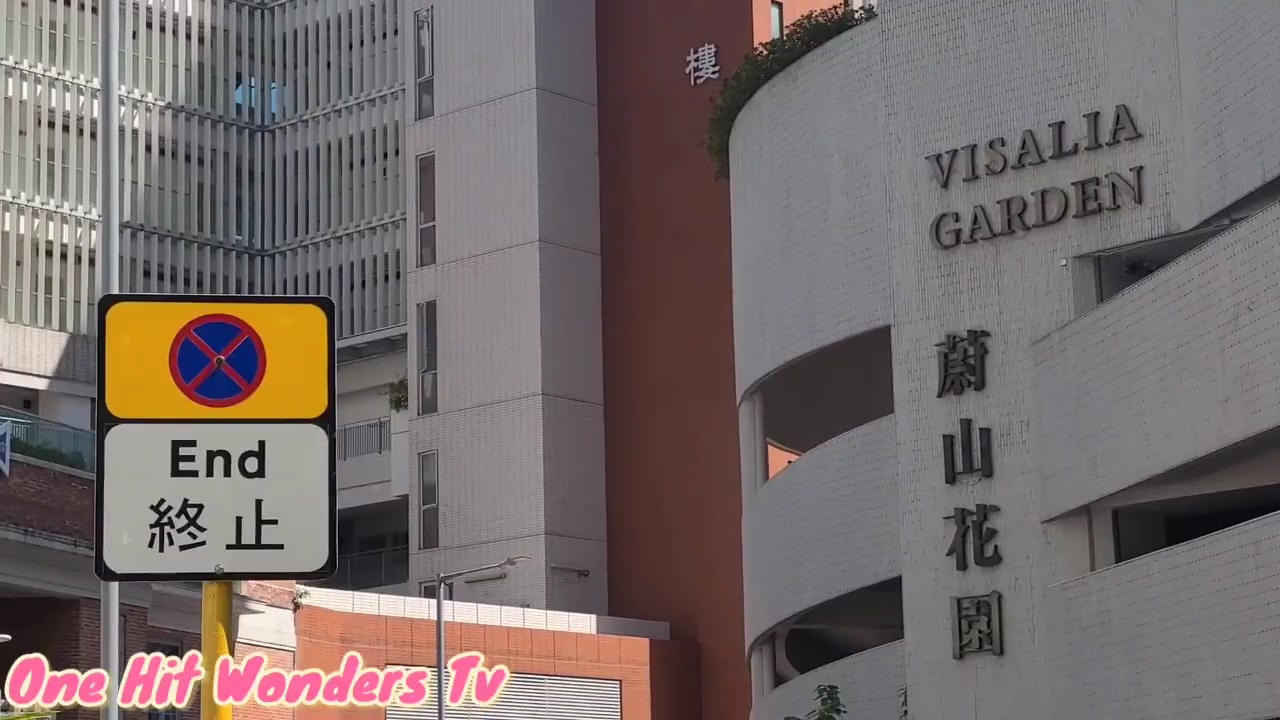 樓
VISALIA
GARDEN
蔚山花園
End
終止
One Hit Wonders Tv